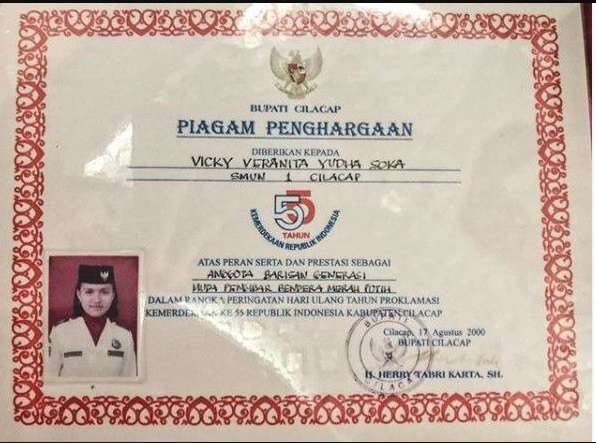 BUPATI CILACAP
PIAGAM PENGHARGAAN
DIBERIKAN KEPADA
VICKY VERANITA YUDHA SOKA
SMUN 1 CILACAP
55
TAHUN
KEMERDEKAAN REPUBLIK INDONESIA
ATAS PERAN SERTA DAN PRESTASI SEBAGAI
ANGGOTA BARISAN GENERASI
MUDA PENGIBAR BENDERA MERAH PUTIH
DALAM RANGKA PERINGATAN HARI ULANG TAHUN PROKLAMASI
KEMERDEKAAN KE 55 REPUBLIK INDONESIA KABUPATEN CILACAP
Cilacap, 17 Agustus 2000
BUPATI CILACAP
BUPATI
CILACAP
H. HERRY TABRI KARTA, SH.